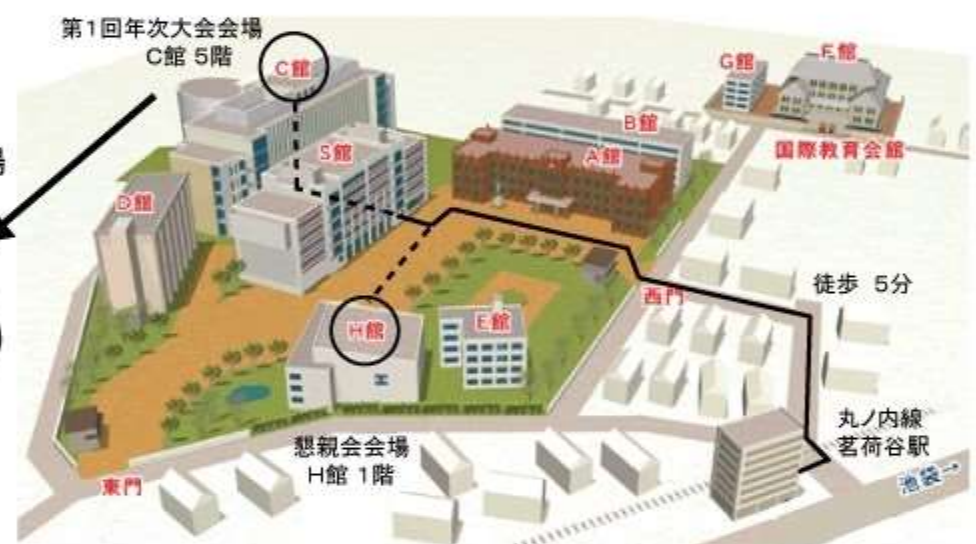 第1回年次大会会場
C館 5階
C館
G館
F館
B館
S館
A館
国際教育会館
場
D館
西門
徒歩 5分
H館
E館
丸ノ内線
茗荷谷駅
懇親会会場
H館 1階
池袋→
東門